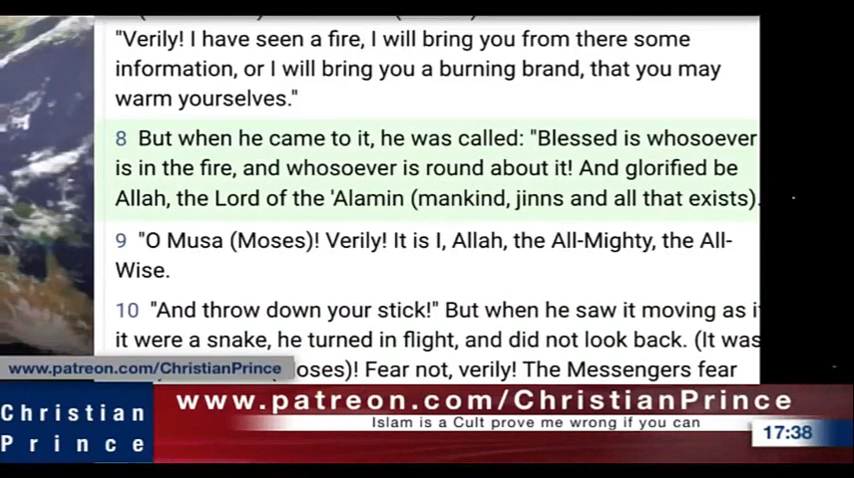 "Verily! I have seen a fire, I will bring you from there some
information, or I will bring you a burning brand, that you may
warm yourselves."
8 But when he came to it, he was called: "Blessed is whosoever
is in the fire, and whosoever is round about it! And glorified be
Allah, the Lord of the 'Alamin (mankind, jinns and all that exists).
9 "O Musa (Moses)! Verily! It is I, Allah, the All-Mighty, the All-
Wise.
10 "And throw down your stick!" But when he saw it moving as if
it were a snake, he turned in flight, and did not look back. (It was
oses)! Fear not, verily! The Messengers fear
www.patreon.com/ChristianPrince
www.patreon.com/ChristianPrince
Islam is a Cult prove me wrong if you can
Christian
Prince
17:38